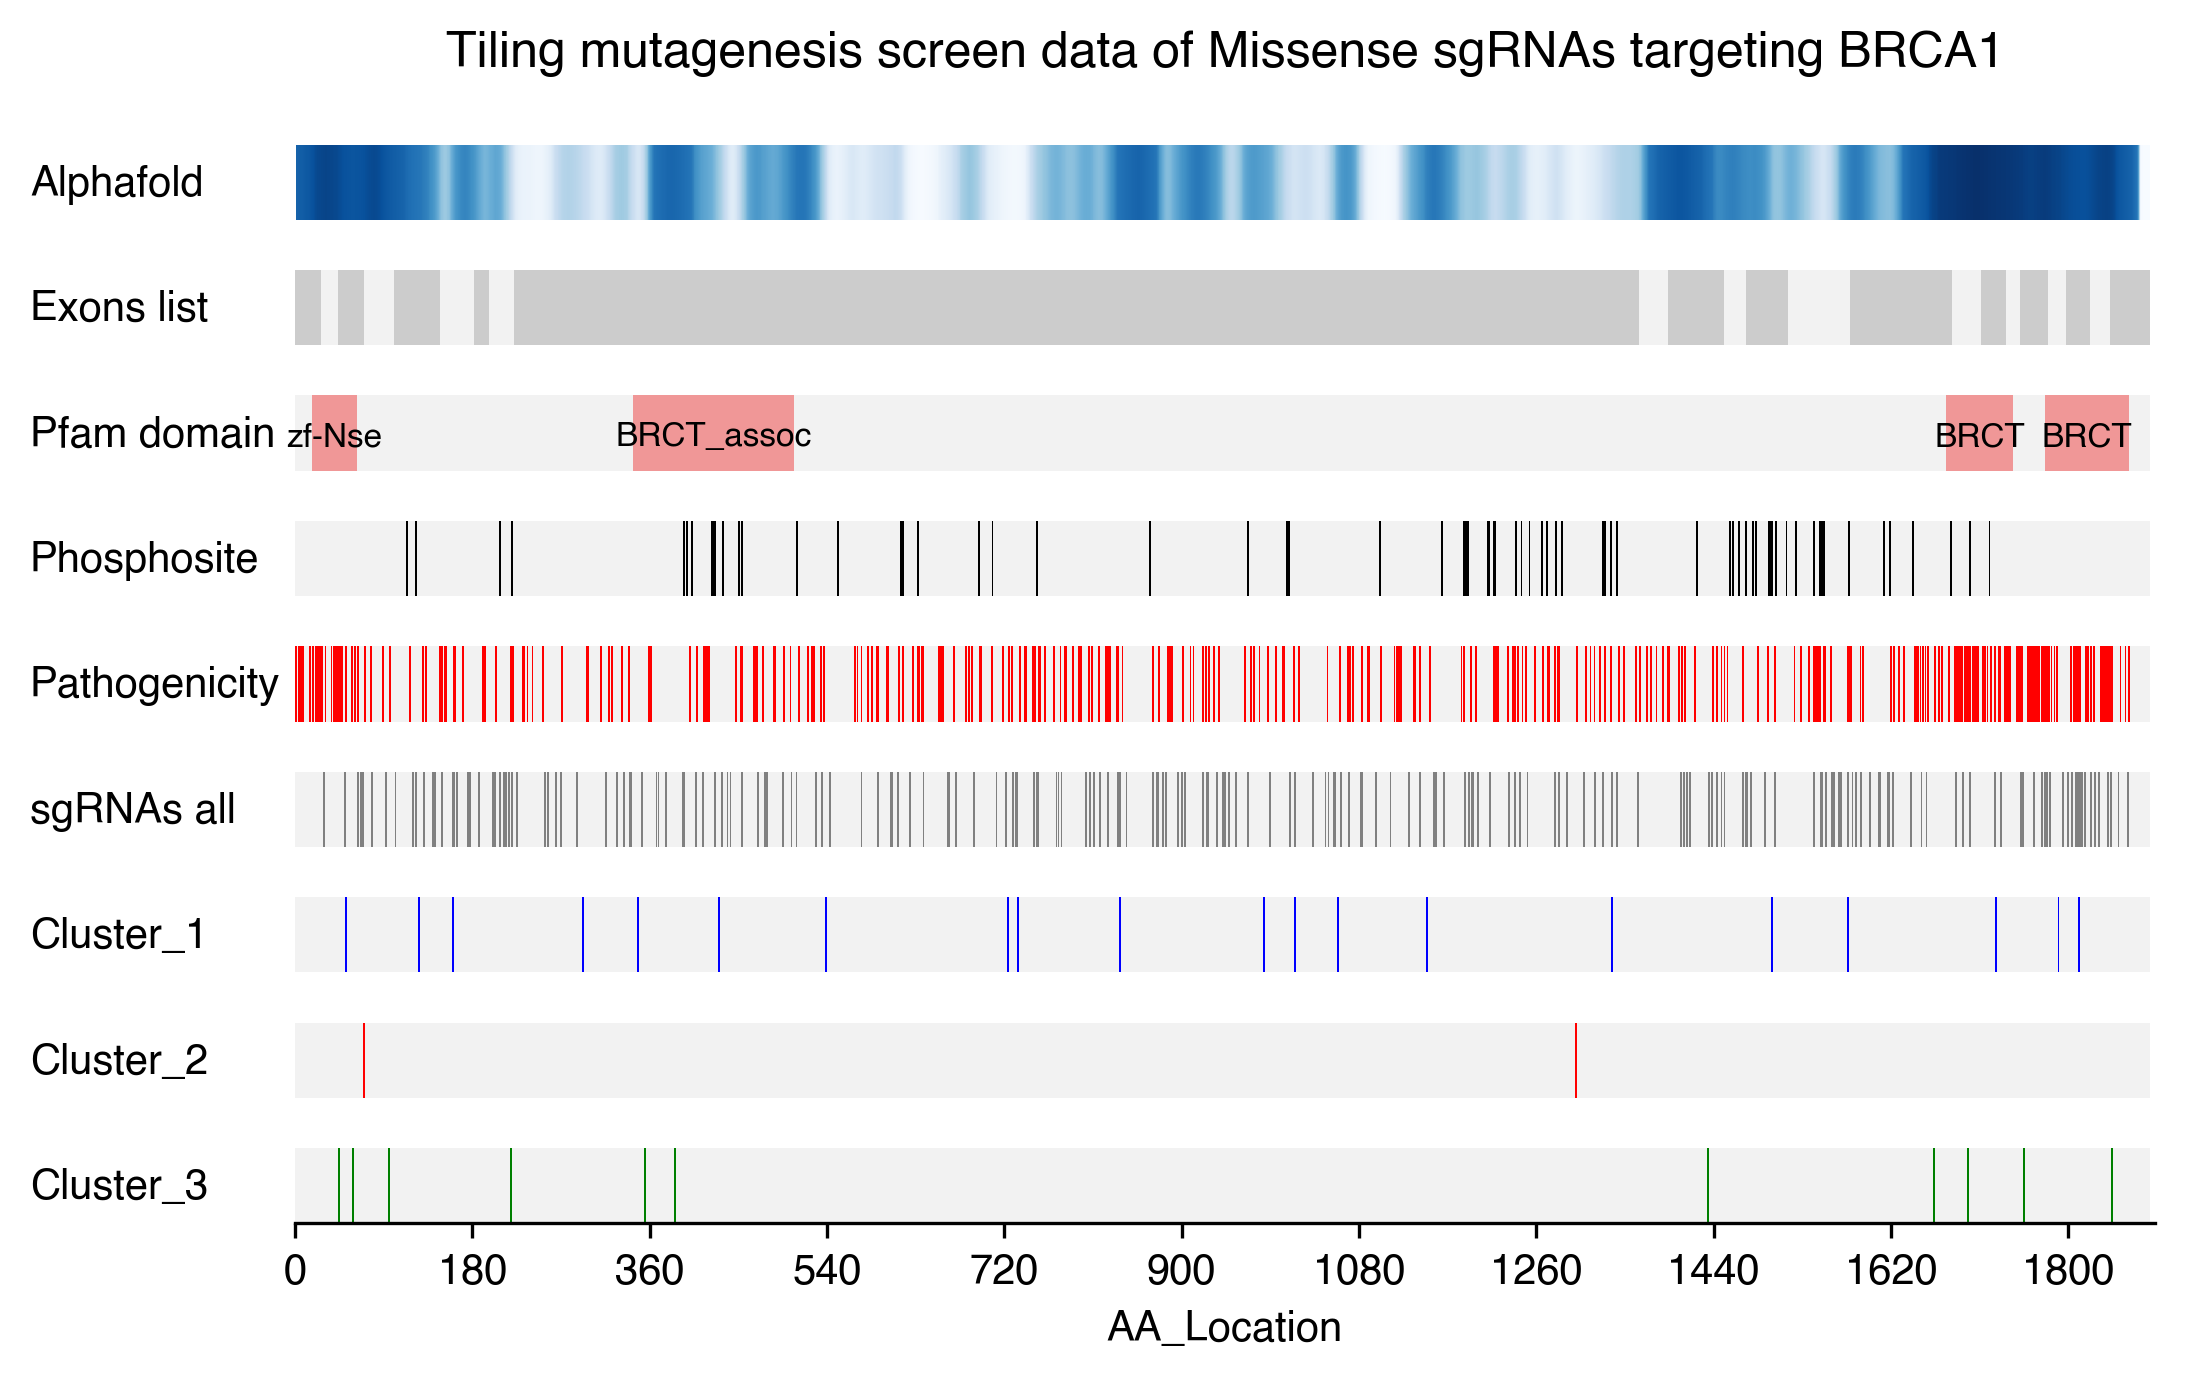 Tiling mutagenesis screen data of Missense sgRNAs targeting BRCA1
Alphafold
Exons list
Pfam domain zf-Nse BRCT_assoc BRCT BRCT
Phosphosite
Pathogenicity
sgRNAs all
Cluster_1
Cluster_2
Cluster_3
0 180 360 540 720 900 1080 1260 1440 1620 1800
AA_Location